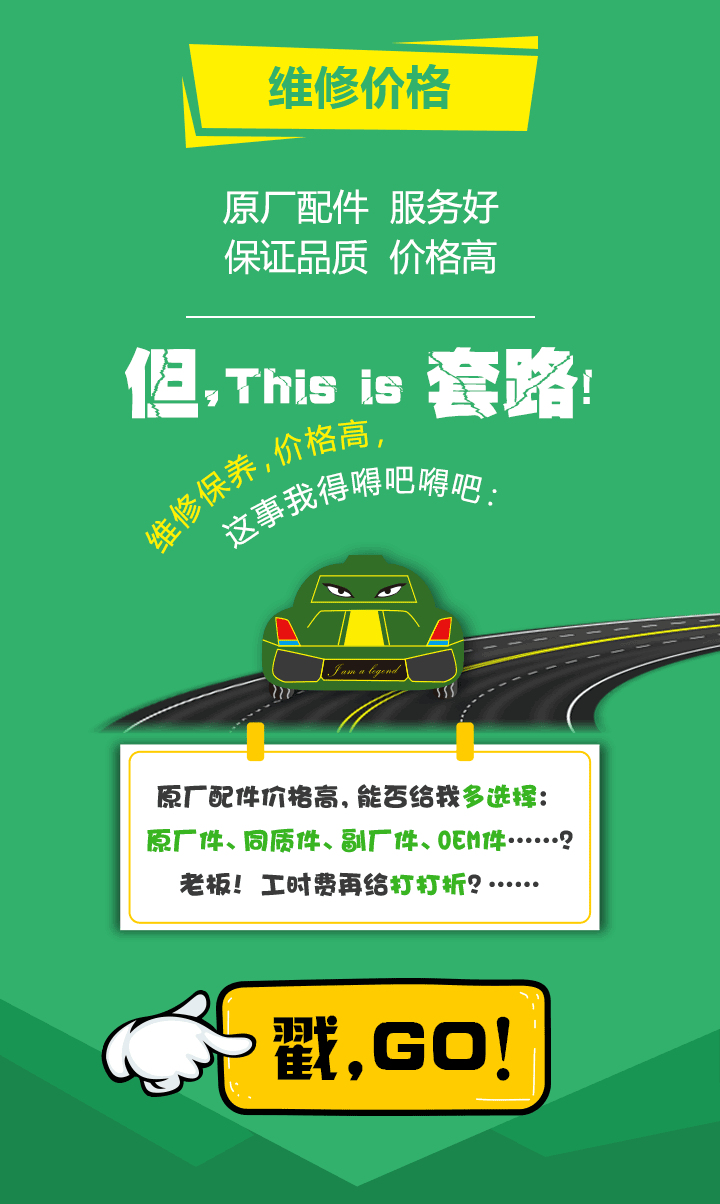 维修价格
原厂配件 服务好
保证品质 价格高
但,This is 套路!
维修保养,价格高,
这事我得嘚吧嘚吧:
I am a legend
原厂配件价格高,能否给我多选择:
原厂件、同质件、副厂件、OEM件……?
老板! 工时费再给打打折?……
戳,GO!